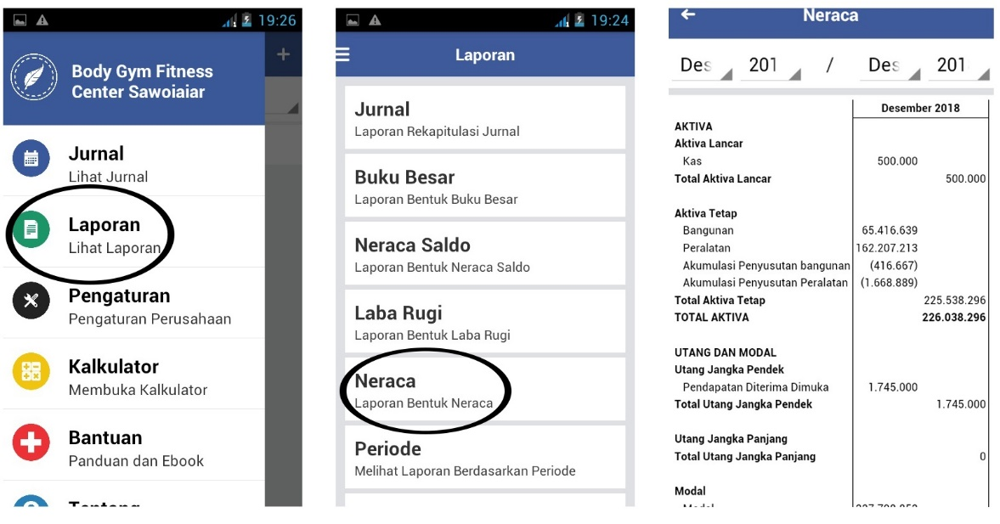 19:26
Body Gym Fitness
Center Sawoiaiar
+
Jurnal
Lihat Jurnal
Laporan
Lihat Laporan
Pengaturan
Pengaturan Perusahaan
Kalkulator
Membuka Kalkulator
Bantuan
Panduan dan Ebook
Tentang
19:24
Laporan
Jurnal
Laporan Rekapitulasi Jurnal
Buku Besar
Laporan Bentuk Buku Besar
Neraca Saldo
Laporan Bentuk Neraca Saldo
Laba Rugi
Laporan Bentuk Laba Rugi
Neraca
Laporan Bentuk Neraca
Periode
Melihat Laporan Berdasarkan Periode
Neraca
Des 201 / Des 201
Desember 2018
AKTIVA
Aktiva Lancar
Kas 500.000
Total Aktiva Lancar 500.000
Aktiva Tetap
Bangunan 65.416.639
Peralatan 162.207.213
Akumulasi Penyusutan bangunan (416.667)
Akumulasi Penyusutan Peralatan (1.668.889)
Total Aktiva Tetap 225.538.296
TOTAL AKTIVA 226.038.296
UTANG DAN MODAL
Utang Jangka Pendek
Pendapatan Diterima Dimuka 1.745.000
Total Utang Jangka Pendek 1.745.000
Utang Jangka Panjang
Total Utang Jangka Panjang 0
Modal
Modal